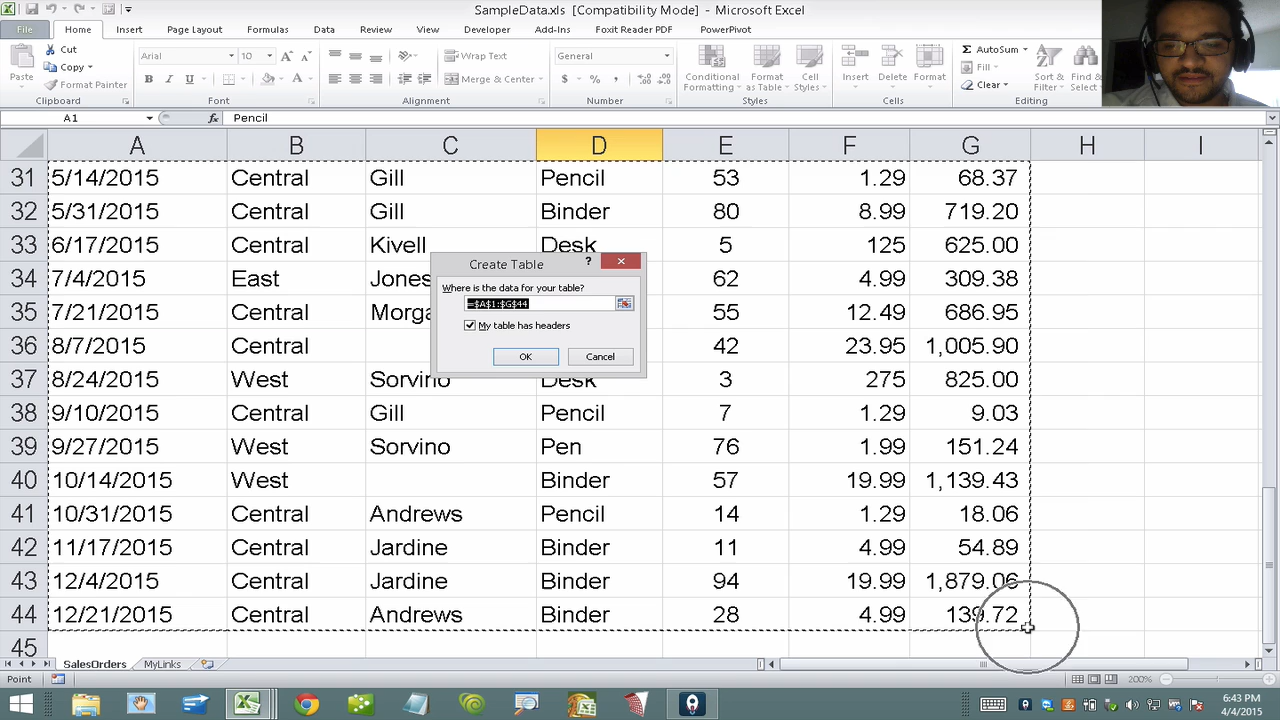 SampleData.xls [Compatibility Mode] - Microsoft Excel
File Home Insert Page Layout Formulas Data Review View Developer Add-Ins Foxit Reader PDF PowerPivot
Paste
Cut
Copy
Format Painter
Clipboard
Arial 10
B I U
Font
Wrap Text
Merge & Center
Alignment
General
$ % ,
Number
Conditional Formatting
Format as Table
Cell Styles
Styles
Insert Delete Format
Cells
AutoSum
Fill
Clear
Sort & Filter
Find & Select
Editing
A1 fx Pencil
A B C D E F G H I
31 5/14/2015 Central Gill Pencil 53 1.29 68.37
32 5/31/2015 Central Gill Binder 80 8.99 719.20
33 6/17/2015 Central Kivell Desk 5 125 625.00
34 7/4/2015 East Jones 62 4.99 309.38
35 7/21/2015 Central Morga 55 12.49 686.95
36 8/7/2015 Central 42 23.95 1,005.90
37 8/24/2015 West Sorvino Desk 3 275 825.00
38 9/10/2015 Central Gill Pencil 7 1.29 9.03
39 9/27/2015 West Sorvino Pen 76 1.99 151.24
40 10/14/2015 West Binder 57 19.99 1,139.43
41 10/31/2015 Central Andrews Pencil 14 1.29 18.06
42 11/17/2015 Central Jardine Binder 11 4.99 54.89
43 12/4/2015 Central Jardine Binder 94 19.99 1,879.06
44 12/21/2015 Central Andrews Binder 28 4.99 139.72
45
Create Table ?
Where is the data for your table?
=$A$1:$G$44
My table has headers
OK Cancel
SalesOrders MyLinks
Point 200%
6:43 PM
4/4/2015